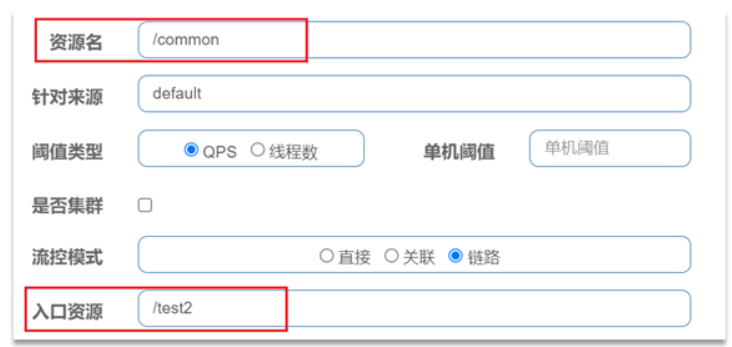 资源名 /common
针对来源 default
阈值类型 QPS 线程数 单机阈值 单机阈值
是否集群
流控模式 直接 关联 链路
入口资源 /test2